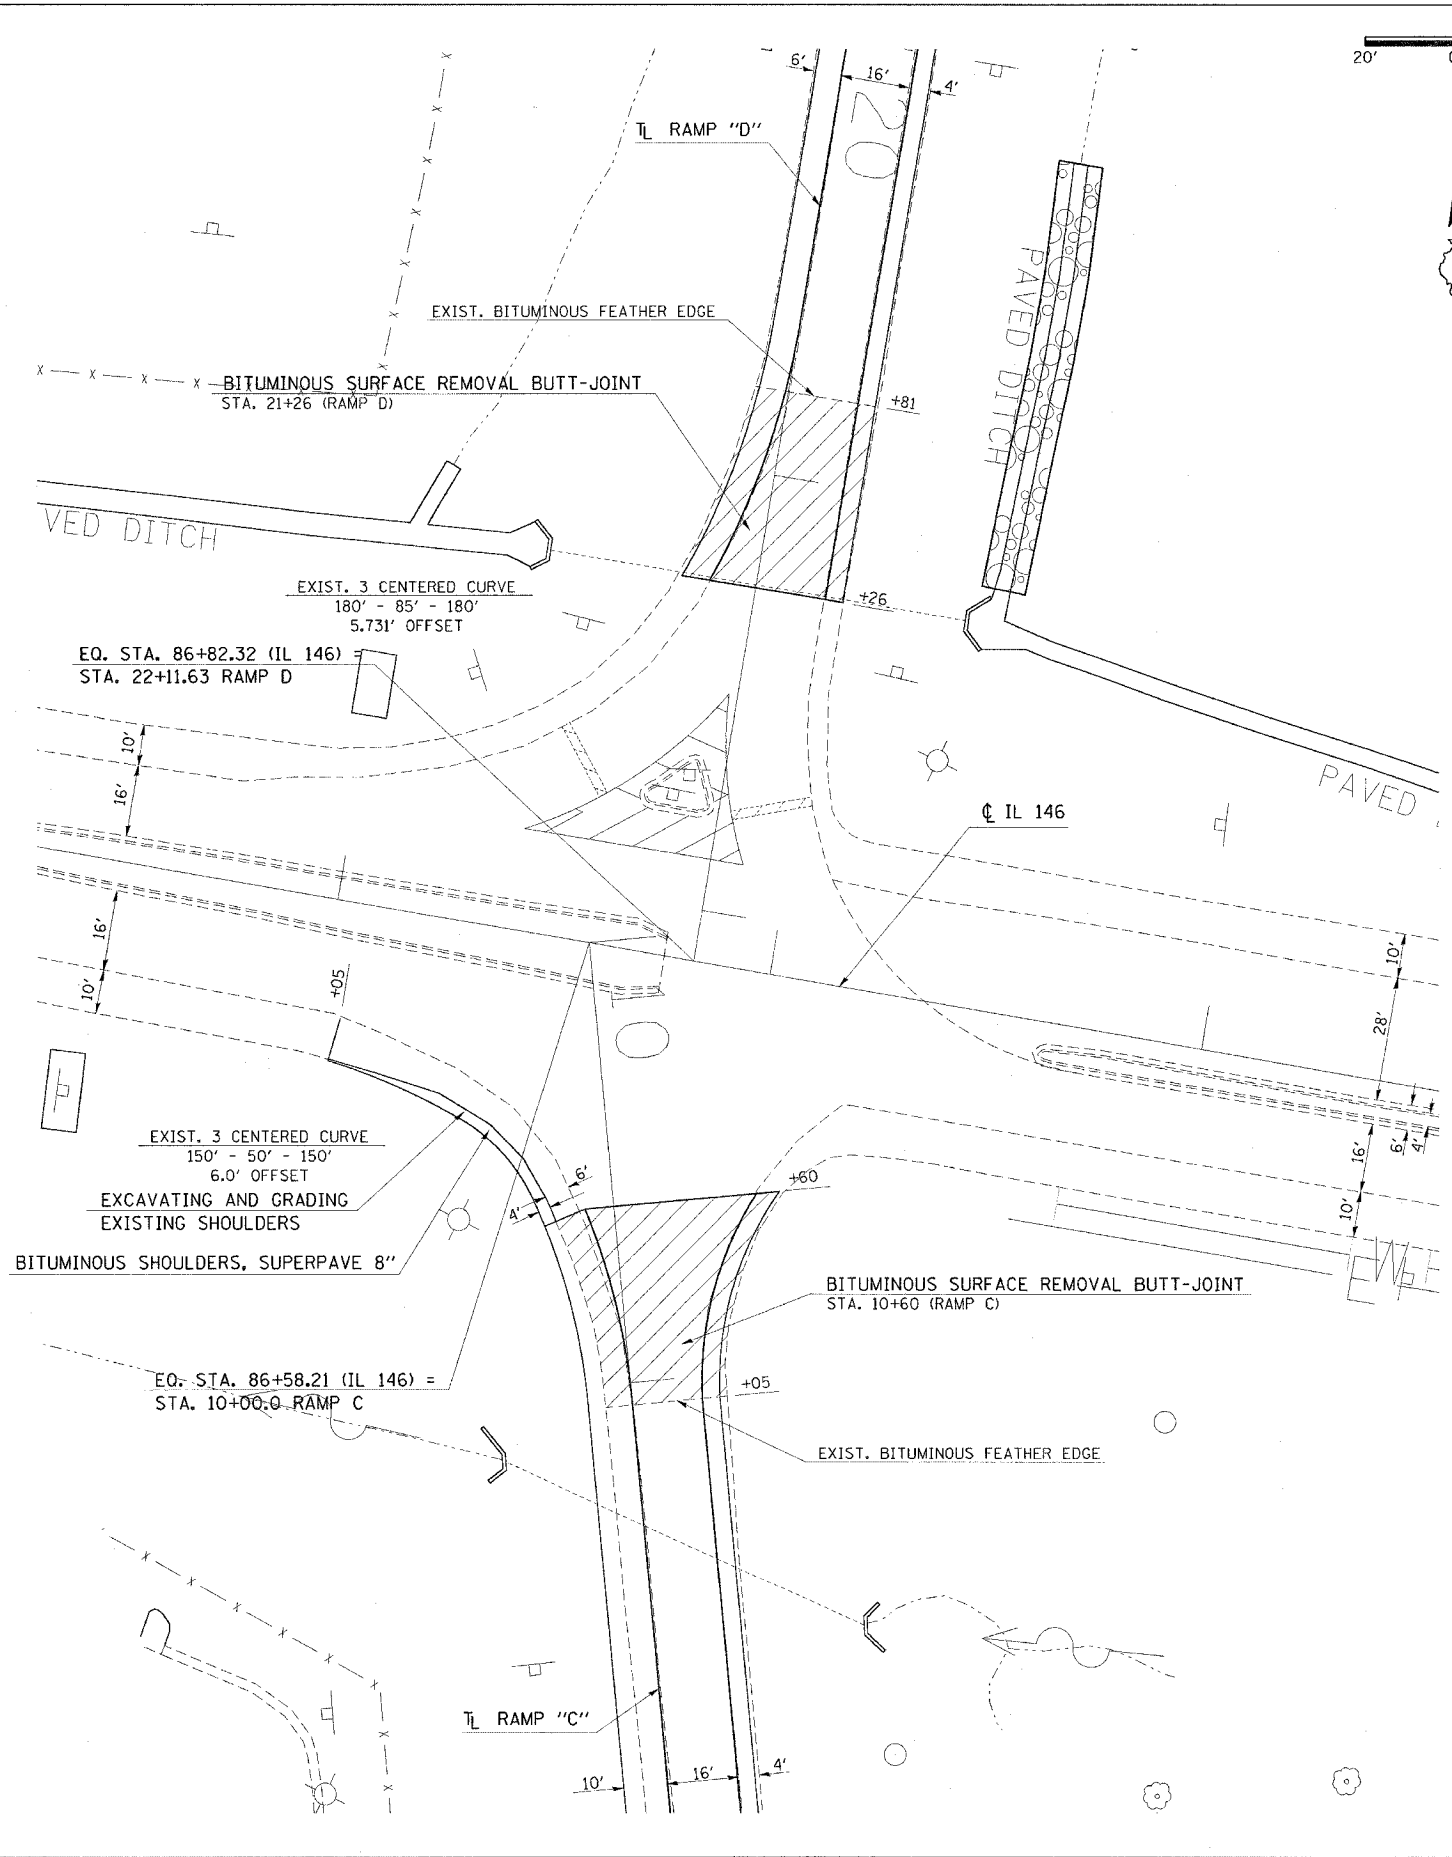 20'
6'
16'
4'
20
TL RAMP "D"
PAVED DITCH
EXIST. BITUMINOUS FEATHER EDGE
BITUMINOUS SURFACE REMOVAL BUTT-JOINT
STA. 21+26 (RAMP D)
+81
VED DITCH
EXIST. 3 CENTERED CURVE
180' - 85' - 180'
5.731' OFFSET
+26
EQ. STA. 86+82.32 (IL 146) =
STA. 22+11.63 RAMP D
10'
16'
PAVED
℄ IL 146
16'
10'
+05
10'
28'
EXIST. 3 CENTERED CURVE
150' - 50' - 150'
6.0' OFFSET
16'
6'
4'
10'
+60
6'
4'
EXCAVATING AND GRADING
EXISTING SHOULDERS
BITUMINOUS SHOULDERS, SUPERPAVE 8"
BITUMINOUS SURFACE REMOVAL BUTT-JOINT
STA. 10+60 (RAMP C)
EQ. STA. 86+58.21 (IL 146) =
STA. 10+00.0 RAMP C
+05
EXIST. BITUMINOUS FEATHER EDGE
TL RAMP "C"
10'
16'
4'